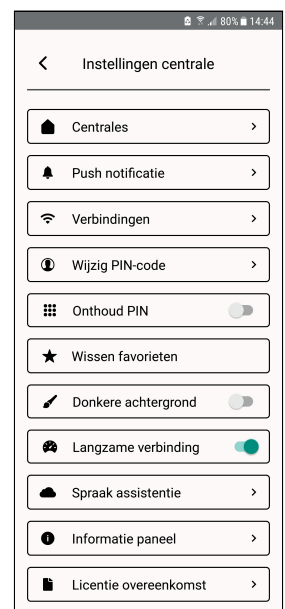 80% 14:44
Instellingen centrale
Centrales
Push notificatie
Verbindingen
Wijzig PIN-code
Onthoud PIN
Wissen favorieten
Donkere achtergrond
Langzame verbinding
Spraak assistentie
Informatie paneel
Licentie overeenkomst